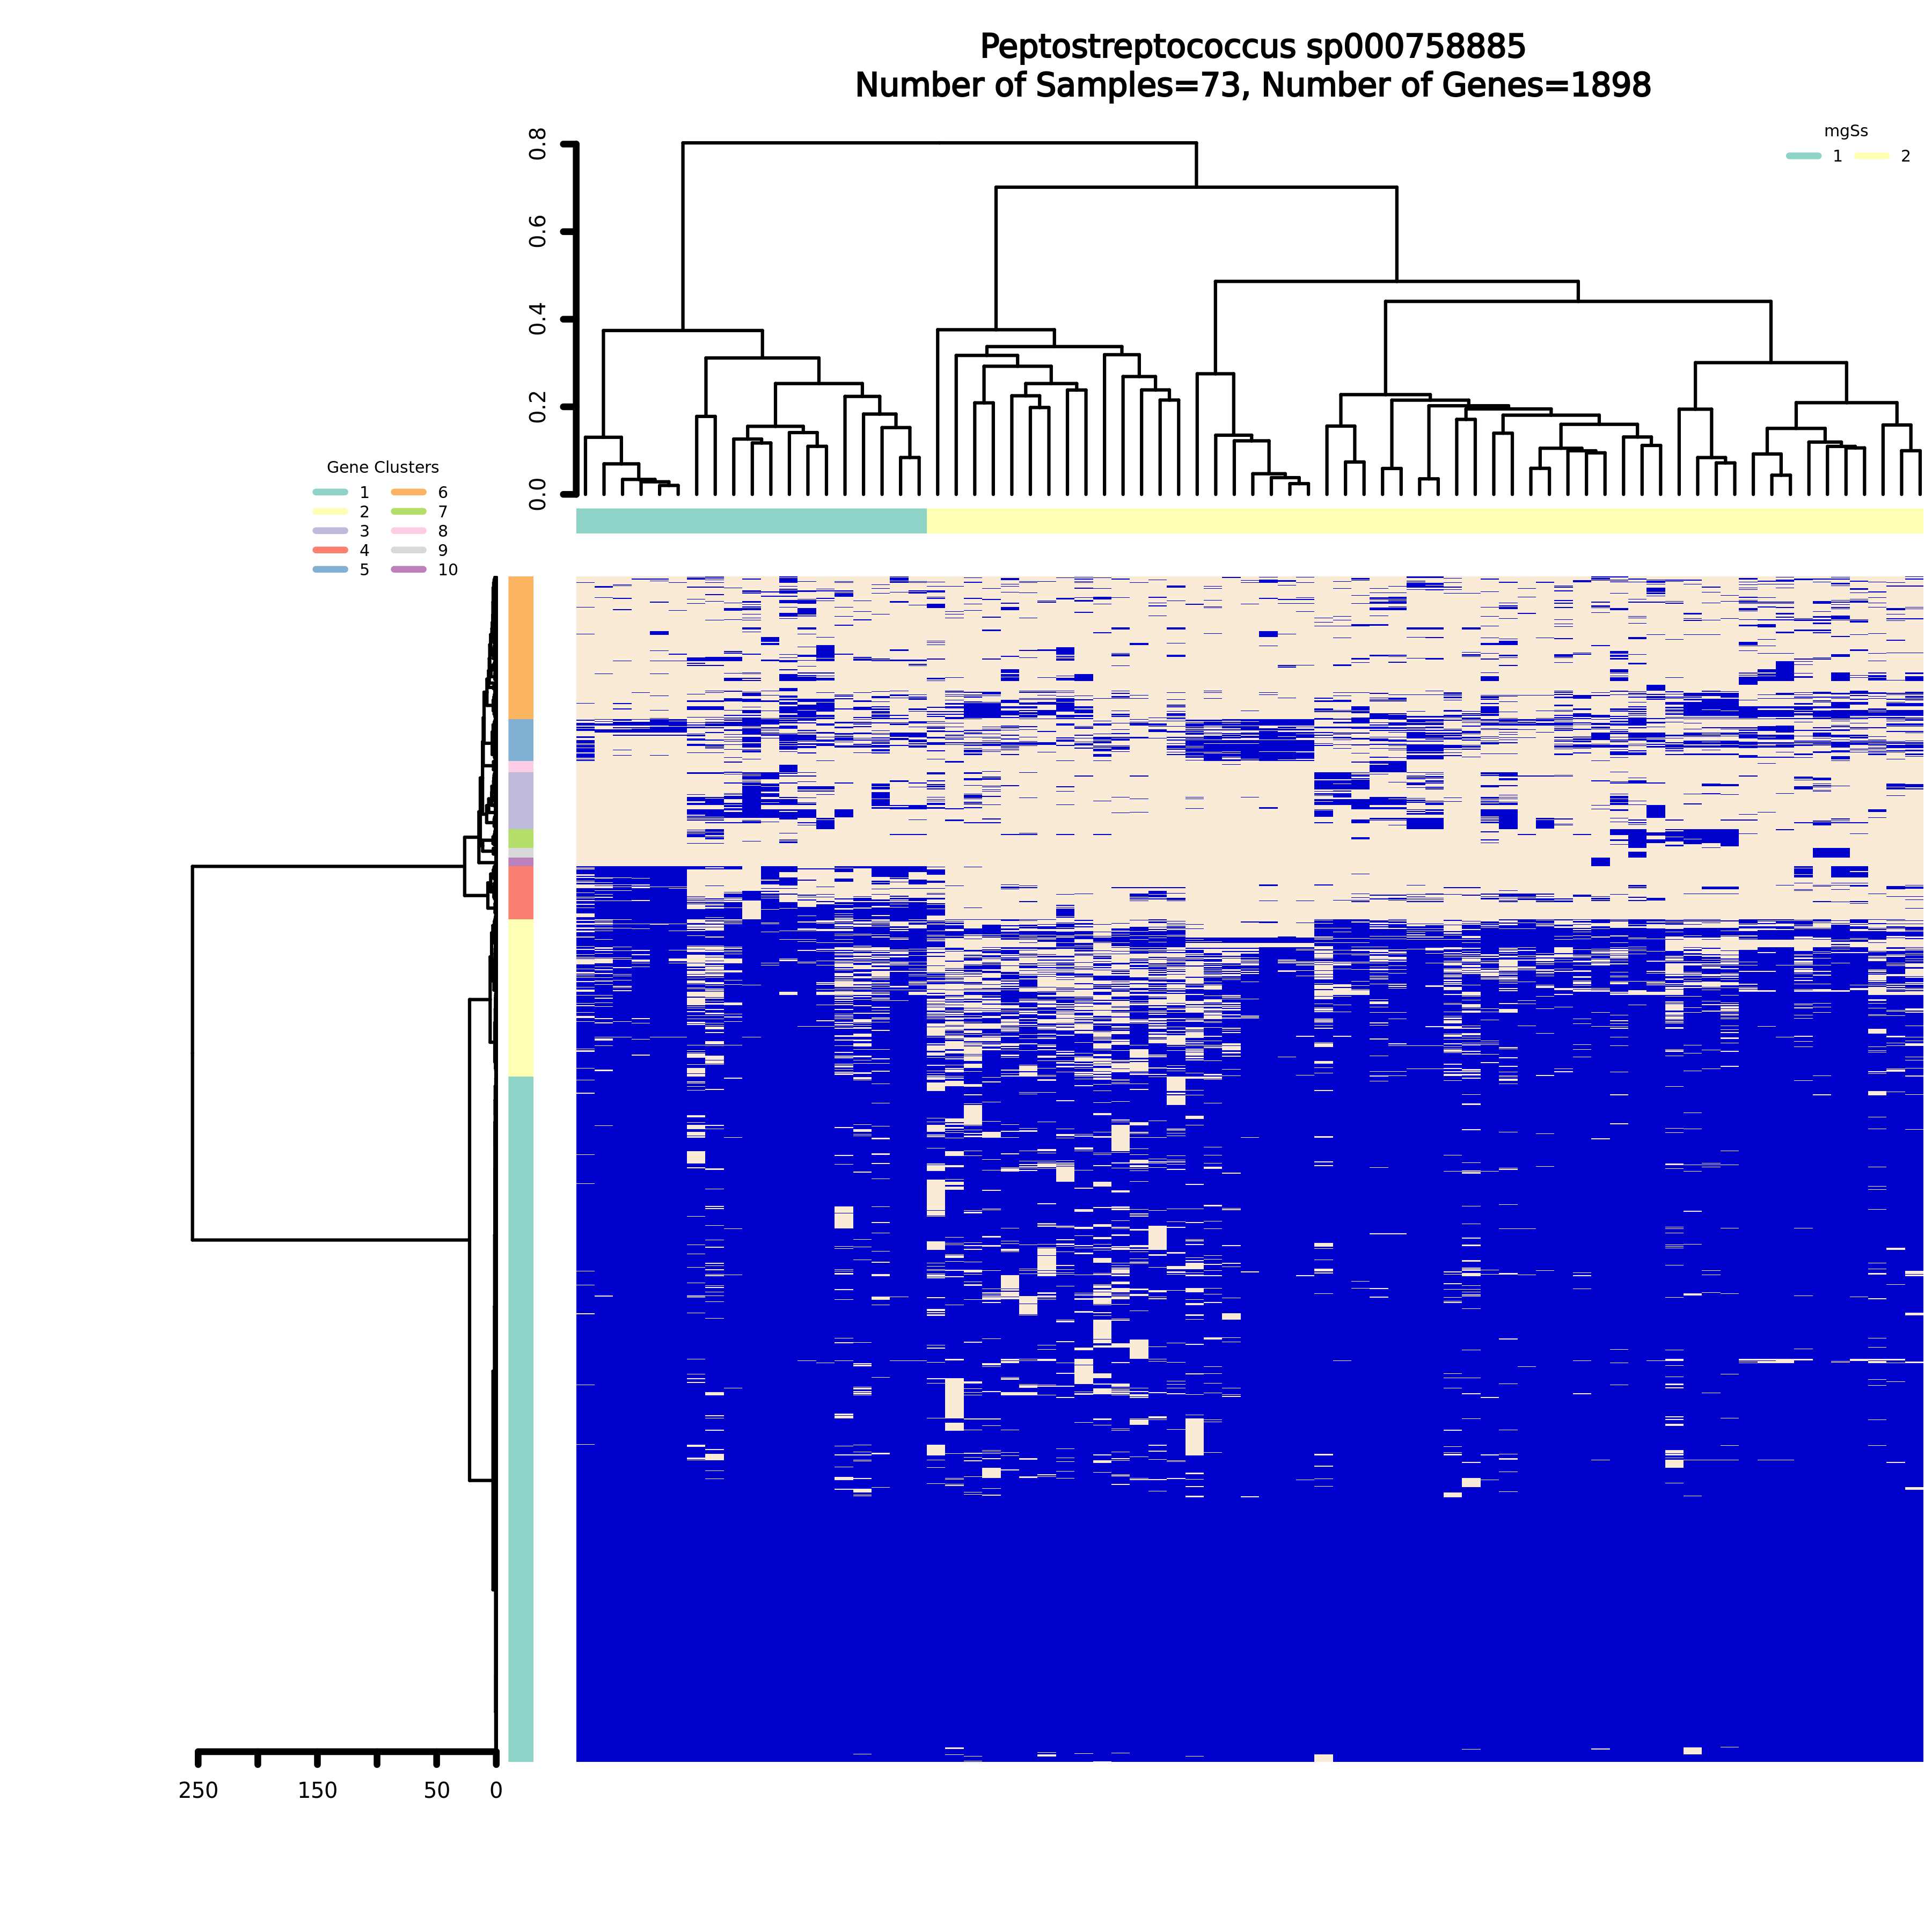 Peptostreptococcus sp000758885
Number of Samples=73, Number of Genes=1898
mgSs
1 2
0.8
0.6
0.4
0.2
0.0
Gene Clusters
1 6
2 7
3 8
4 9
5 10
250 150 50 0